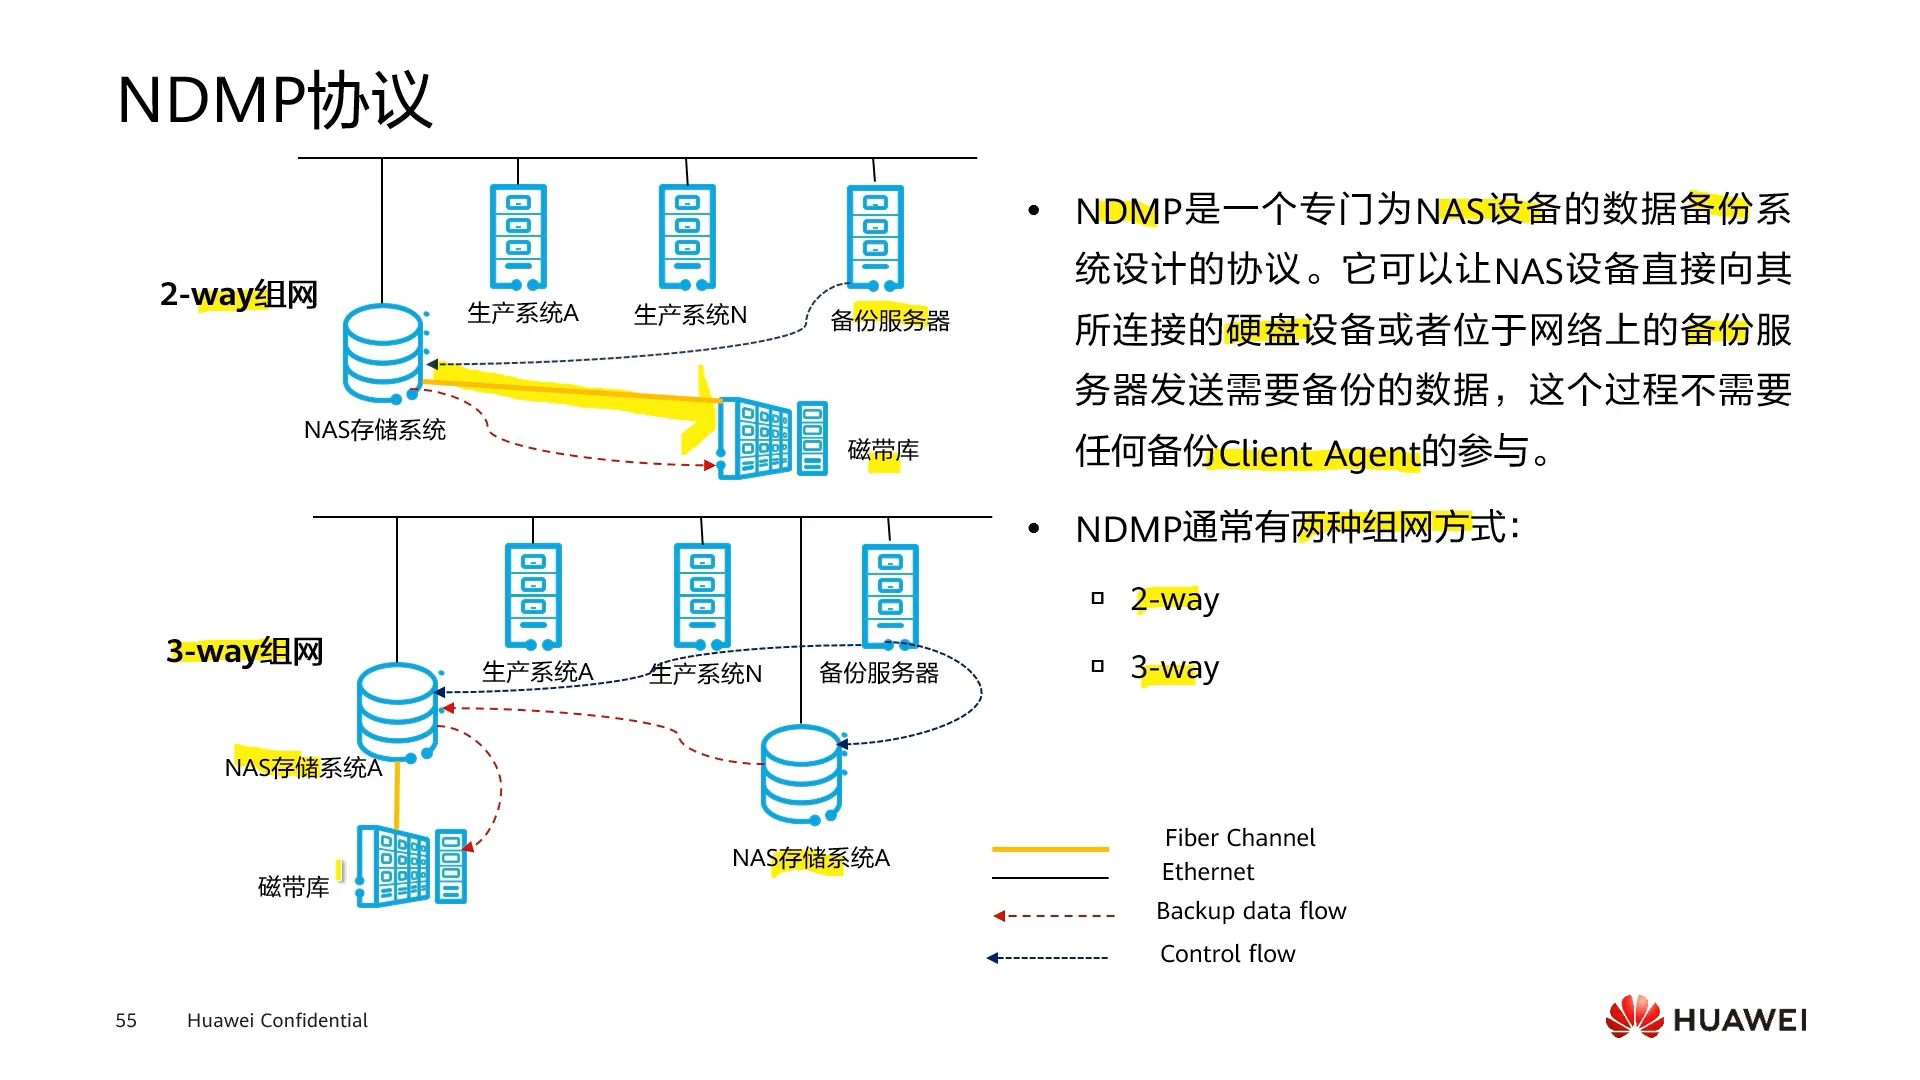 NDMP协议
2-way组网
生产系统A
生产系统N
备份服务器
NAS存储系统
磁带库
3-way组网
生产系统A
生产系统N
备份服务器
NAS存储系统A
NAS存储系统A
磁带库
• NDMP是一个专门为NAS设备的数据备份系
统设计的协议。它可以让NAS设备直接向其
所连接的硬盘设备或者位于网络上的备份服
务器发送需要备份的数据，这个过程不需要
任何备份Client Agent的参与。
• NDMP通常有两种组网方式：
▫ 2-way
▫ 3-way
Fiber Channel
Ethernet
Backup data flow
Control flow
55 Huawei Confidential
HUAWEI